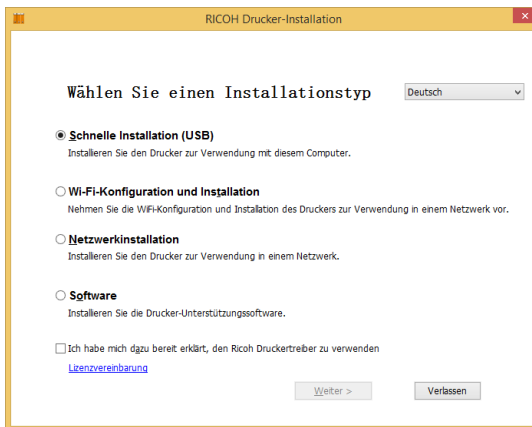 RICOH Drucker-Installation
Wählen Sie einen Installationstyp
Deutsch
Schnelle Installation (USB)
Installieren Sie den Drucker zur Verwendung mit diesem Computer.
Wi-Fi-Konfiguration und Installation
Nehmen Sie die WiFi-Konfiguration und Installation des Druckers zur Verwendung in einem Netzwerk vor.
Netzwerkinstallation
Installieren Sie den Drucker zur Verwendung in einem Netzwerk.
Software
Installieren Sie die Drucker-Unterstützungssoftware.
Ich habe mich dazu bereit erklärt, den Ricoh Druckertreiber zu verwenden
Lizenzvereinbarung
Weiter >
Verlassen